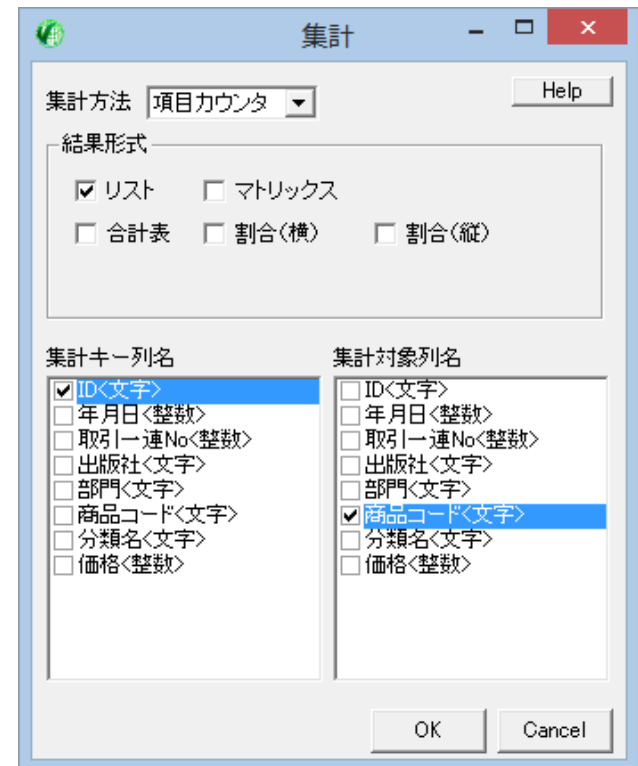 集計
集計方法 項目カウンタ Help
結果形式
リスト マトリックス
合計表 割合(横) 割合(縦)
集計キー列名
ID<文字>
年月日<整数>
取引一連No<整数>
出版社<文字>
部門<文字>
商品コード<文字>
分類名<文字>
価格<整数>
集計対象列名
ID<文字>
年月日<整数>
取引一連No<整数>
出版社<文字>
部門<文字>
商品コード<文字>
分類名<文字>
価格<整数>
OK Cancel